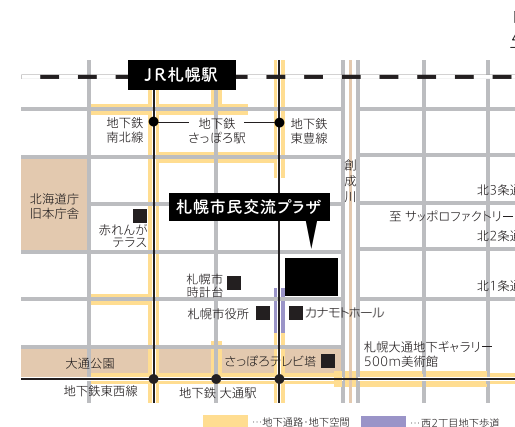 JR札幌駅
地下鉄
南北線
地下鉄
さっぽろ駅
地下鉄
東豊線
創成川
北海道庁
旧本庁舎
北3条通
札幌市民交流プラザ
至 サッポロファクトリー
赤れんが
テラス
北2条通
札幌市
時計台
北1条通
札幌市役所
カナモトホール
札幌大通地下ギャラリー
500m美術館
大通公園
さっぽろテレビ塔
地下鉄東西線
地下鉄 大通駅
…地下通路・地下空間
…西2丁目地下歩道